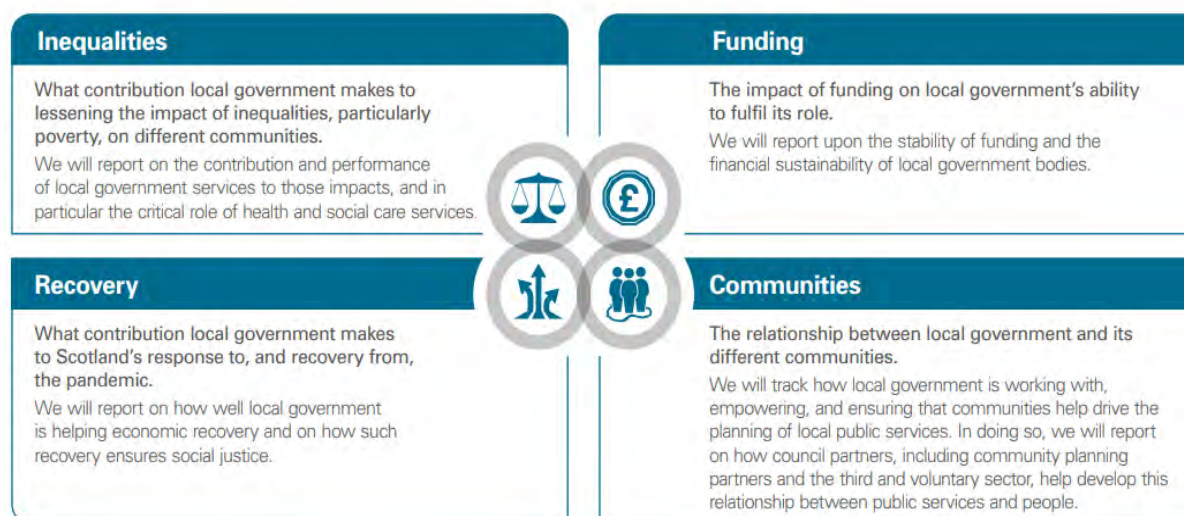 Inequalities
What contribution local government makes to
lessening the impact of inequalities, particularly
poverty, on different communities.
We will report on the contribution and performance
of local government services to those impacts, and in
particular the critical role of health and social care services.
Funding
The impact of funding on local government's ability
to fulfil its role.
We will report upon the stability of funding and the
financial sustainability of local government bodies.
£
Recovery
What contribution local government makes
to Scotland's response to, and recovery from,
the pandemic.
We will report on how well local government
is helping economic recovery and on how such
recovery ensures social justice.
Communities
The relationship between local government and its
different communities.
We will track how local government is working with,
empowering, and ensuring that communities help drive the
planning of local public services. In doing so, we will report
on how council partners, including community planning
partners and the third and voluntary sector, help develop this
relationship between public services and people.